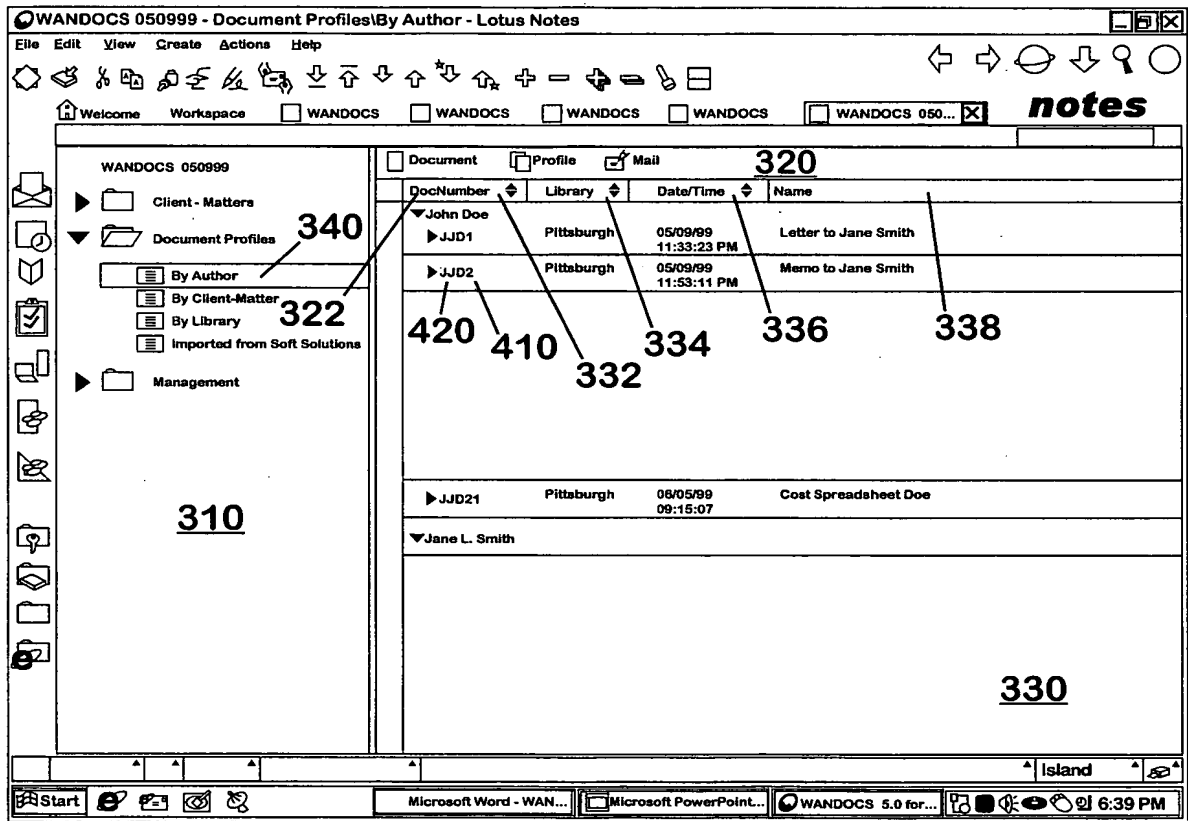 WANDOCS 050999 - Document Profiles\By Author - Lotus Notes
File Edit View Create Actions Help
notes
Welcome Workspace WANDOCS WANDOCS WANDOCS WANDOCS WANDOCS 050...
WANDOCS 050999
Client - Matters
Document Profiles
By Author
By Client-Matter
By Library
Imported from Soft Solutions
Management
340
322
310
Document Profile Mail 320
DocNumber Library Date/Time Name
John Doe
JJD1 Pittsburgh 05/09/99 Letter to Jane Smith
11:33:23 PM
JJD2 Pittsburgh 05/09/99 Memo to Jane Smith
11:53:11 PM
420 410 332 334 336 338
JJD21 Pittsburgh 06/05/99 Cost Spreadsheet Doe
09:15:07
Jane L. Smith
330
Island
Start Microsoft Word - WAN... Microsoft PowerPoint... WANDOCS 5.0 for... 6:39 PM